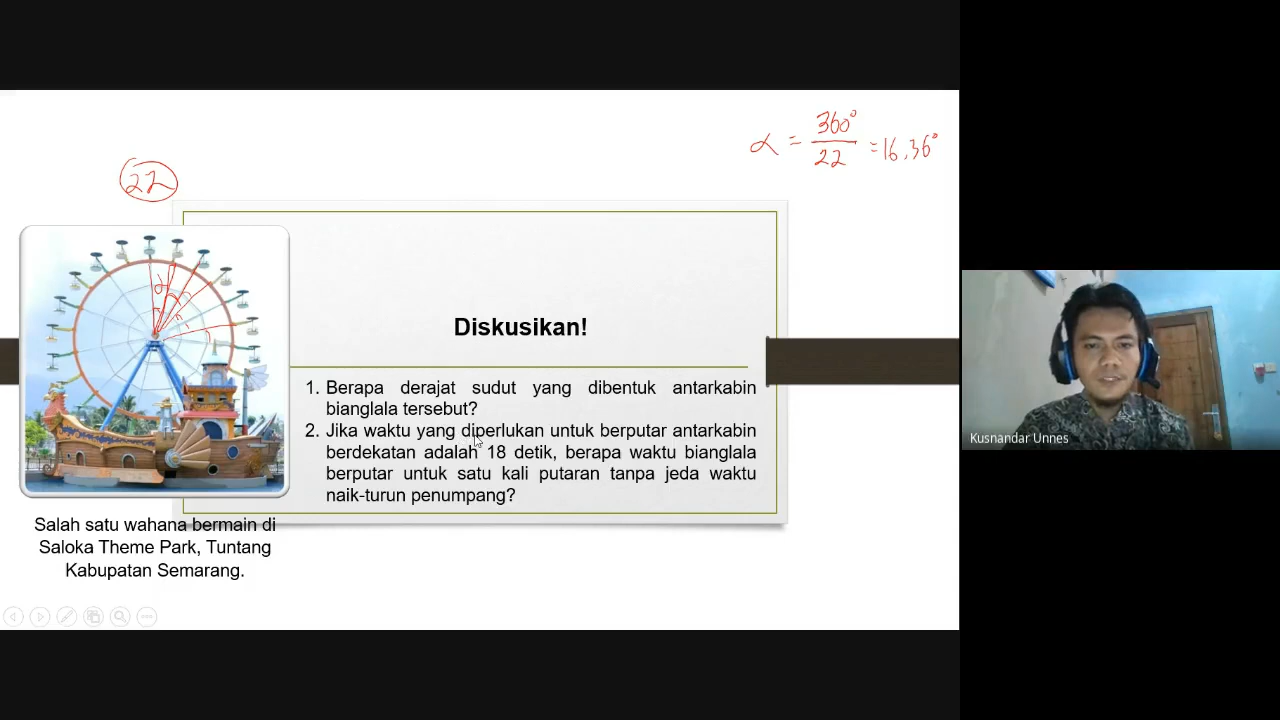 α = 360° / 22 = 16,36°
22
α
Diskusikan!
1. Berapa derajat sudut yang dibentuk antarkabin
bianglala tersebut?
2. Jika waktu yang diperlukan untuk berputar antarkabin
berdekatan adalah 18 detik, berapa waktu bianglala
berputar untuk satu kali putaran tanpa jeda waktu
naik-turun penumpang?
Salah satu wahana bermain di
Saloka Theme Park, Tuntang
Kabupatan Semarang.
Kusnandar Unnes